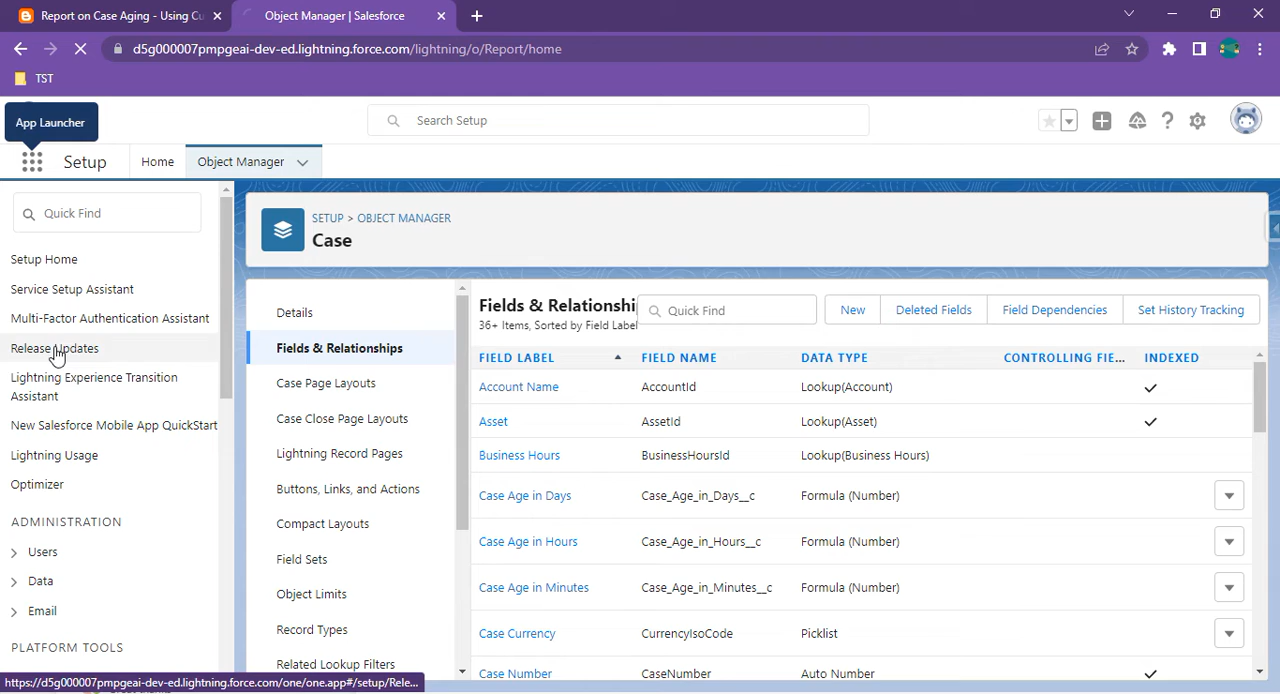 Report on Case Aging - Using Cu
Object Manager | Salesforce
d5g000007pmpgeai-dev-ed.lightning.force.com/lightning/o/Report/home
TST
App Launcher
Search Setup
Setup
Home
Object Manager
Quick Find
Setup Home
Service Setup Assistant
Multi-Factor Authentication Assistant
Release Updates
Lightning Experience Transition
Assistant
New Salesforce Mobile App QuickStart
Lightning Usage
Optimizer
ADMINISTRATION
Users
Data
Email
PLATFORM TOOLS
SETUP > OBJECT MANAGER
Case
Details
Fields & Relationships
Case Page Layouts
Case Close Page Layouts
Lightning Record Pages
Buttons, Links, and Actions
Compact Layouts
Field Sets
Object Limits
Record Types
Related Lookup Filters
Fields & Relationshi
36+ Items, Sorted by Field Label
Quick Find
New
Deleted Fields
Field Dependencies
Set History Tracking
FIELD LABEL FIELD NAME DATA TYPE CONTROLLING FIE... INDEXED
Account Name AccountId Lookup(Account)
Asset AssetId Lookup(Asset)
Business Hours BusinessHoursId Lookup(Business Hours)
Case Age in Days Case_Age_in_Days__c Formula (Number)
Case Age in Hours Case_Age_in_Hours__c Formula (Number)
Case Age in Minutes Case_Age_in_Minutes__c Formula (Number)
Case Currency CurrencyIsoCode Picklist
Case Number CaseNumber Auto Number
https://d5g000007pmpgeai-dev-ed.lightning.force.com/one/one.app#/setup/Rele...